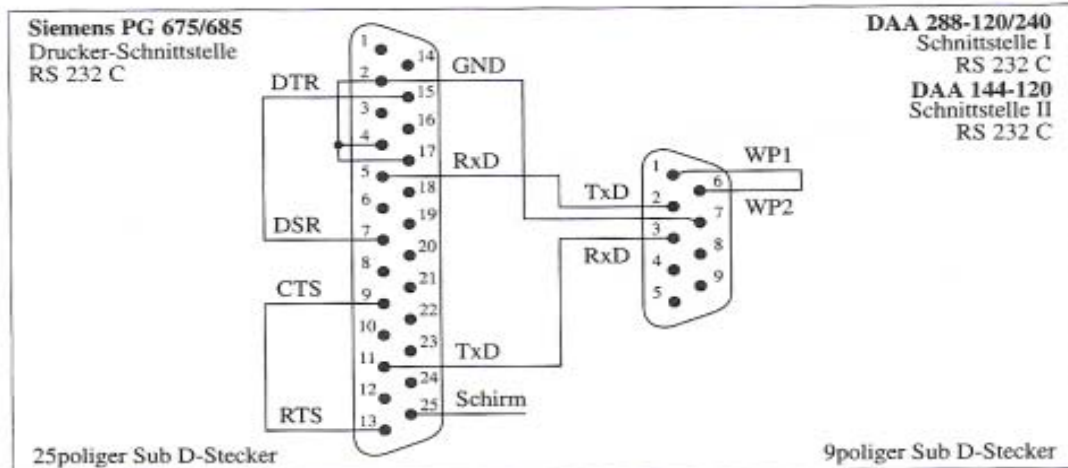 Siemens PG 675/685
Drucker-Schnittstelle
RS 232 C
DAA 288-120/240
Schnittstelle I
RS 232 C
DAA 144-120
Schnittstelle II
RS 232 C
1
14
2
GND
DTR
15
3
16
4
17
5
RxD
18
6
19
DSR
7
20
8
21
CTS
9
22
10
23
11
TxD
24
12
25
Schirm
RTS
13
1
WP1
6
TxD
2
WP2
7
3
RxD
8
4
9
5
25poliger Sub D-Stecker
9poliger Sub D-Stecker